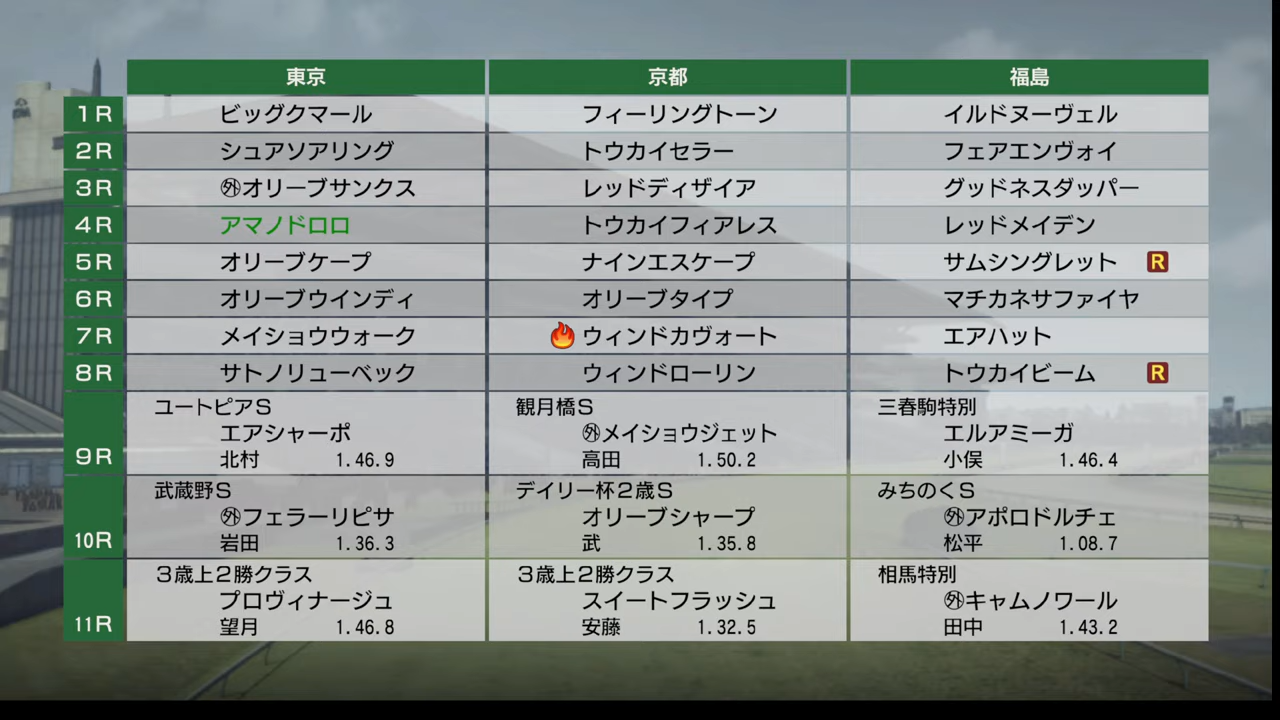 東京 京都 福島
1R ビッグクマール フィーリングトーン イルドヌーヴェル
2R シュアソアリング トウカイセラー フェアエンヴォイ
3R ㊕オリーブサンクス レッドディザイア グッドネスダッパー
4R アマノドロロ トウカイフィアレス レッドメイデン
5R オリーブケープ ナインエスケープ サムシングレット R
6R オリーブウインディ オリーブタイプ マチカネサファイヤ
7R メイショウウォーク ウィンドカヴォート エアハット
8R サトノリューベック ウィンドローリン トウカイビーム R
ユートピアS 観月橋S 三春駒特別
エアシャーポ 外メイショウジェット エルアミーガ
9R 北村 1.46.9 高田 1.50.2 小俣 1.46.4
武蔵野S デイリー杯2歳S みちのくS
外フェラーリピサ オリーブシャープ 外アポロドルチェ
10R 岩田 1.36.3 武 1.35.8 松平 1.08.7
3歳上2勝クラス 3歳上2勝クラス 相馬特別
プロヴィナージュ スイートフラッシュ 外キャムノワール
11R 望月 1.46.8 安藤 1.32.5 田中 1.43.2